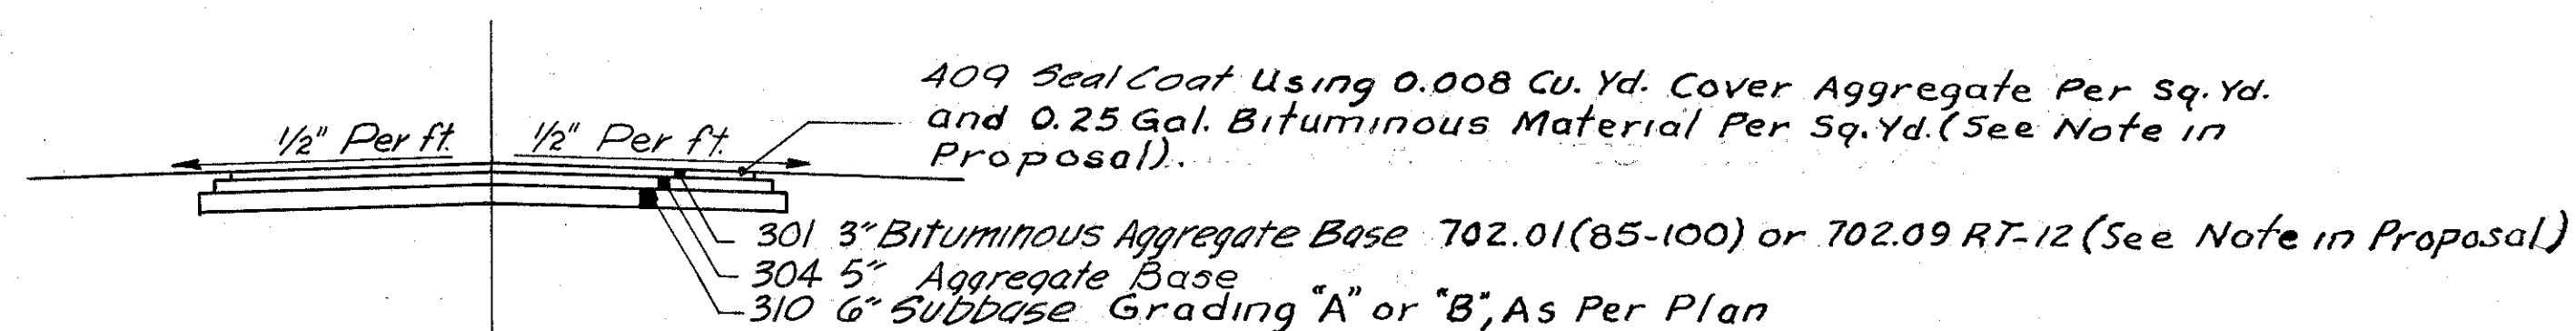 409 Seal Coat Using 0.008 Cu. Yd. Cover Aggregate Per Sq. Yd.
and 0.25 Gal. Bituminous Material Per Sq. Yd. (See Note in
Proposal).
1/2" Per ft. 1/2" Per ft.
301 3" Bituminous Aggregate Base 702.01 (85-100) or 702.09 RT-12 (See Note in Proposal)
304 5" Aggregate Base
310 6" Subbase Grading "A" or "B", As Per Plan